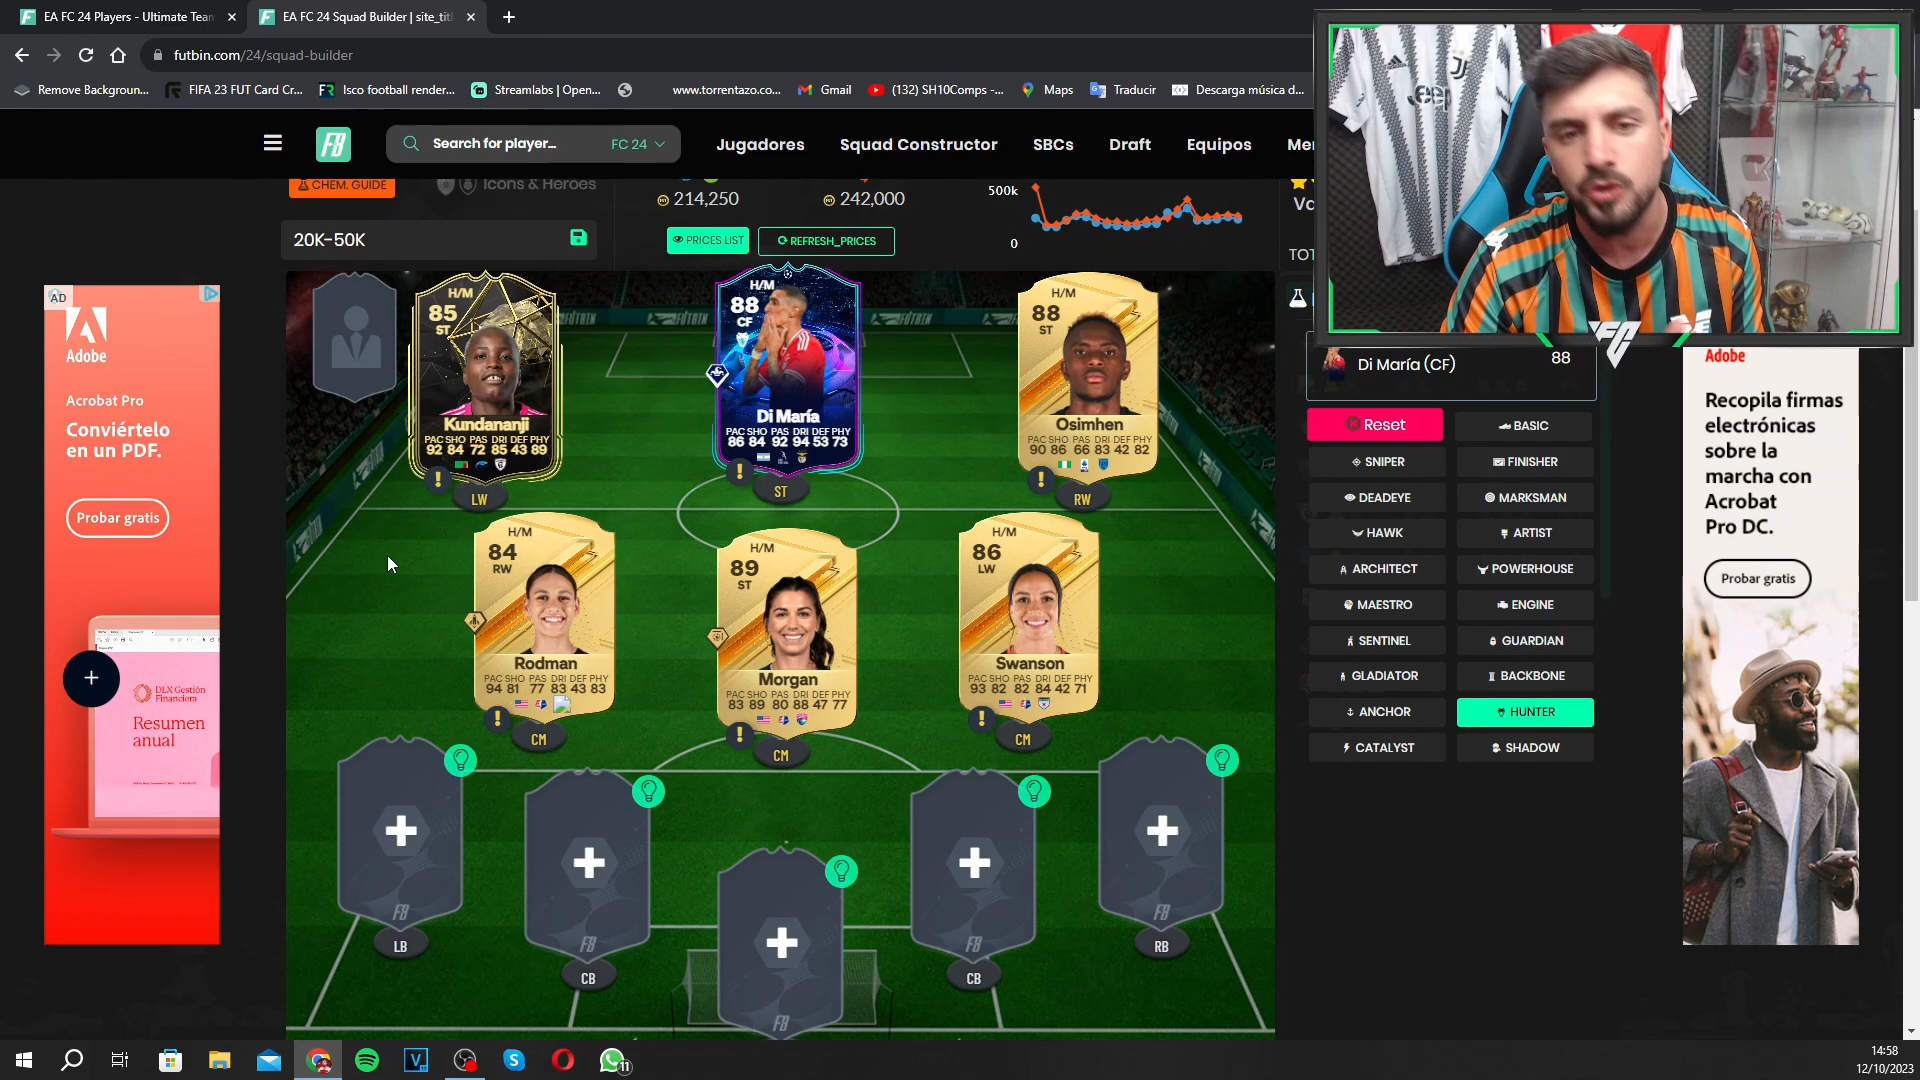 EA FC 24 Players - Ultimate Tean
EA FC 24 Squad Builder | site_titl
futbin.com/24/squad-builder
Remove Backgroun...
FIFA 23 FUT Card Cr...
Isco football render...
Streamlabs | Open...
www.torrentazo.co...
Gmail
(132) SH10Comps -...
Maps
Traducir
Descarga música d...
Search for player...
FC 24
Jugadores
Squad Constructor
SBCs
Draft
Equipos
CHEM. GUIDE
Icons & Heroes
214,250
242,000
500k
0
20K-50K
PRICES LIST
REFRESH_PRICES
Jeep
AD
Adobe
Acrobat Pro
Conviértelo
en un PDF.
Probar gratis
DLX Gestión
Financiera
Resumen
anual
H/M
85
ST
Kundananji
PAC SHO PAS DRI DEF PHY
92 84 72 85 43 89
LW
H/M
88
CF
Di María
PAC SHO PAS DRI DEF PHY
86 84 92 94 53 73
ST
H/M
88
ST
Osimhen
PAC SHO PAS DRI DEF PHY
90 86 66 83 42 82
RW
H/M
84
RW
Rodman
PAC SHO PAS DRI DEF PHY
94 81 77 83 43 83
CM
H/M
89
ST
Morgan
PAC SHO PAS DRI DEF PHY
83 89 80 88 47 77
CM
H/M
86
LW
Swanson
PAC SHO PAS DRI DEF PHY
93 82 82 84 42 71
CM
LB
CB
CB
RB
Di María (CF)
88
Reset
BASIC
SNIPER
FINISHER
DEADEYE
MARKSMAN
HAWK
ARTIST
ARCHITECT
POWERHOUSE
MAESTRO
ENGINE
SENTINEL
GUARDIAN
GLADIATOR
BACKBONE
ANCHOR
HUNTER
CATALYST
SHADOW
Adobe
Recopila firmas
electrónicas
sobre la
marcha con
Acrobat
Pro DC.
Probar gratis
11
14:58
12/10/2023